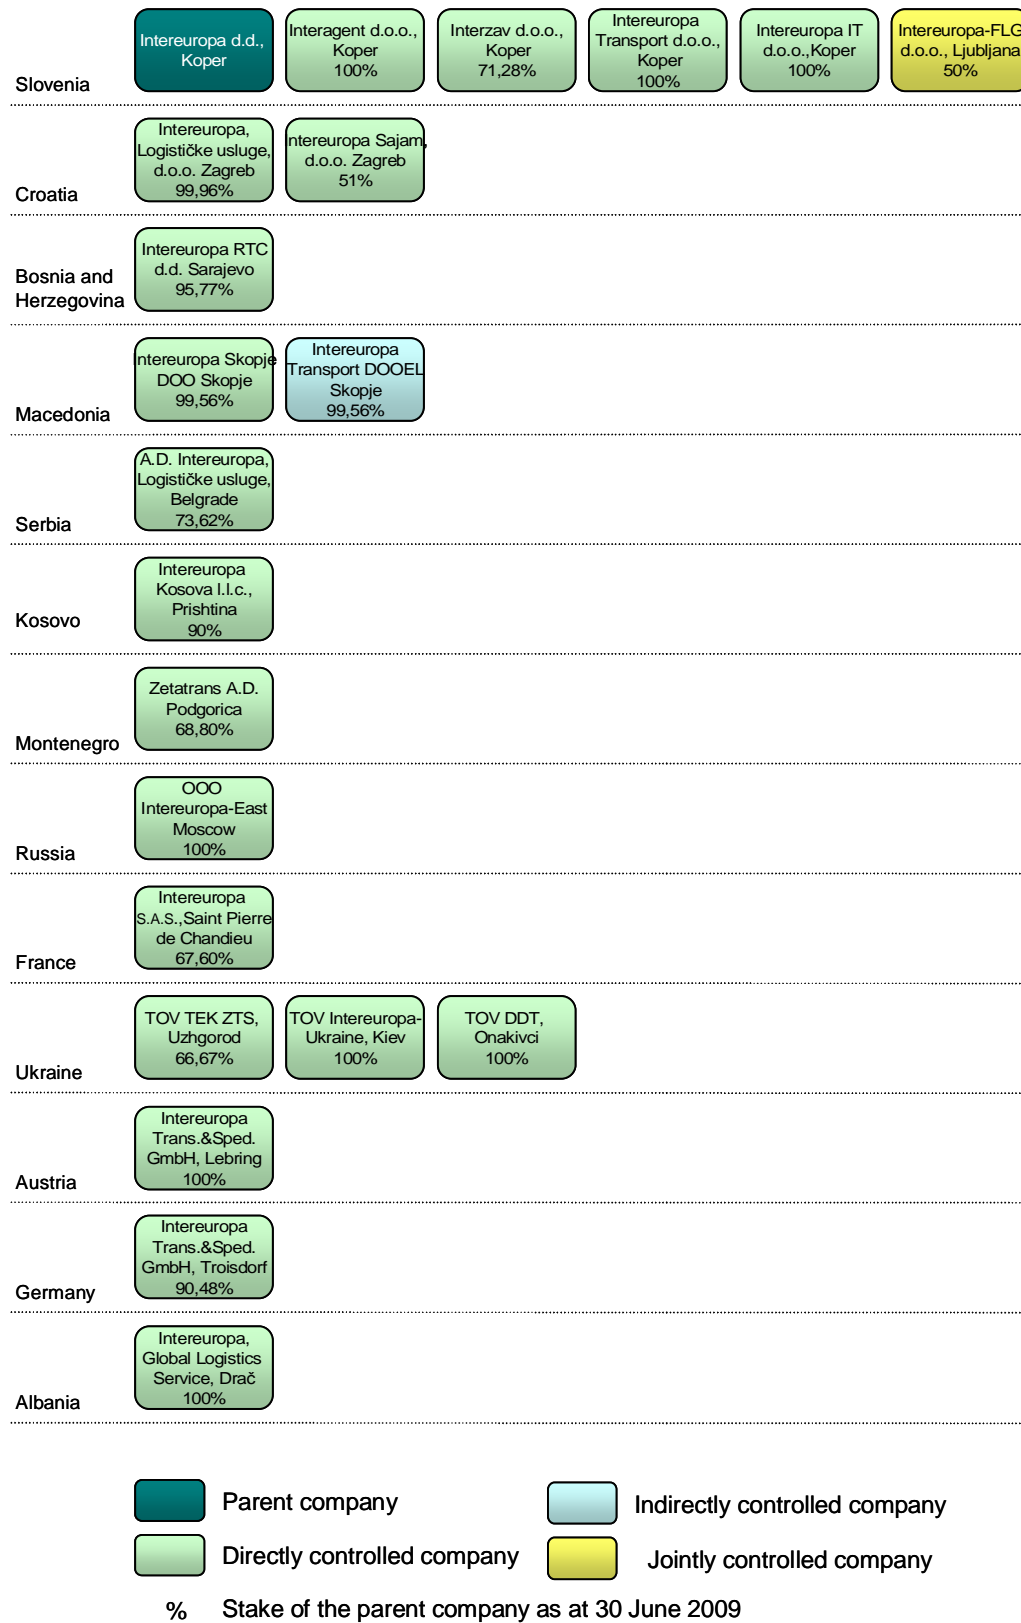 Slovenia
Intereuropa d.d.,
Koper
Interagent d.o.o.,
Koper
100%
Interzav d.o.o.,
Koper
71,28%
Intereuropa
Transport d.o.o.,
Koper
100%
Intereuropa IT
d.o.o.,Koper
100%
Intereuropa-FLG
d.o.o., Ljubljana
50%
Croatia
Intereuropa,
Logističke usluge,
d.o.o. Zagreb
99,96%
Intereuropa Sajam,
d.o.o. Zagreb
51%
Bosnia and
Herzegovina
Intereuropa RTC
d.d. Sarajevo
95,77%
Macedonia
Intereuropa Skopje
DOO Skopje
99,56%
Intereuropa
Transport DOOEL
Skopje
99,56%
Serbia
A.D. Intereuropa,
Logističke usluge,
Belgrade
73,62%
Kosovo
Intereuropa
Kosova l.l.c.,
Prishtina
90%
Montenegro
Zetatrans A.D.
Podgorica
68,80%
Russia
OOO
Intereuropa-East
Moscow
100%
France
Intereuropa
S.A.S.,Saint Pierre
de Chandieu
67,60%
Ukraine
TOV TEK ZTS,
Uzhgorod
66,67%
TOV Intereuropa-
Ukraine, Kiev
100%
TOV DDT,
Onakivci
100%
Austria
Intereuropa
Trans.&Sped.
GmbH, Lebring
100%
Germany
Intereuropa
Trans.&Sped.
GmbH, Troisdorf
90,48%
Albania
Intereuropa,
Global Logistics
Service, Drač
100%
Parent company
Indirectly controlled company
Directly controlled company
Jointly controlled company
% Stake of the parent company as at 30 June 2009